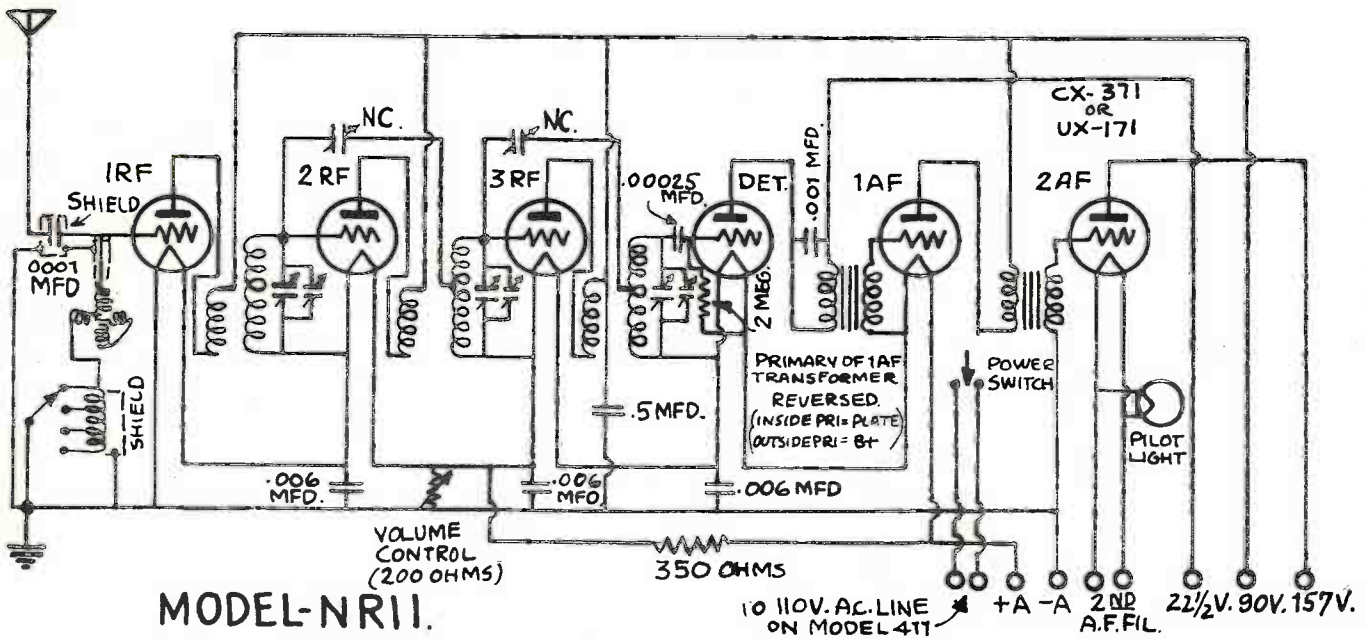 CX-371
OR
UX-171
NC.
NC.
1RF
2RF
3RF
.00025
MFD.
DET.
.001 MFD.
1AF
2AF
SHIELD
.0001
MFD
2 MEG.
SHIELD
PRIMARY OF 1AF
TRANSFORMER
REVERSED.
(INSIDE PRI= PLATE)
(OUTSIDE PRI= B+)
POWER
SWITCH
.5 MFD.
PILOT
LIGHT
.006
MFD.
.006
MFD.
.006 MFD
VOLUME
CONTROL
(200 OHMS)
350 OHMS
MODEL-NR11.
TO 110V. AC. LINE
ON MODEL 411
+A
-A
2ND
A.F. FIL.
22½V.
90V.
157V.